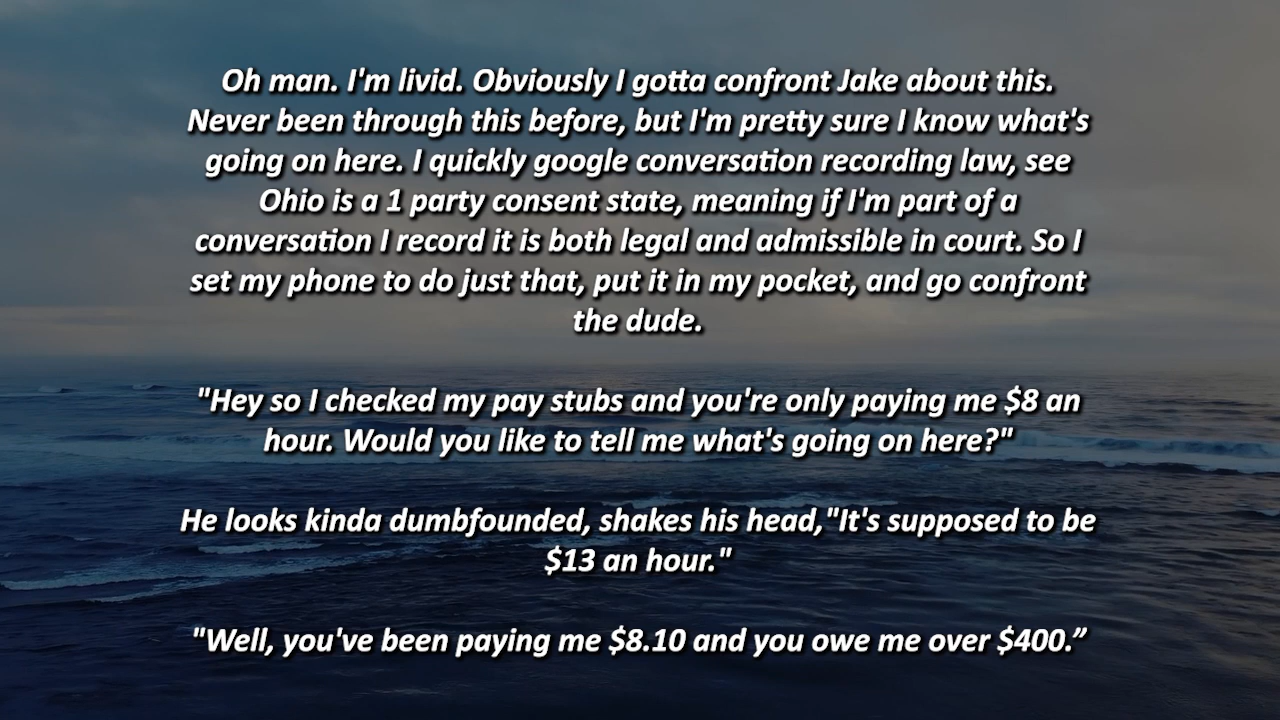 Oh man. I'm livid. Obviously I gotta confront Jake about this.
Never been through this before, but I'm pretty sure I know what's
going on here. I quickly google conversation recording law, see
Ohio is a 1 party consent state, meaning if I'm part of a
conversation I record it is both legal and admissible in court. So I
set my phone to do just that, put it in my pocket, and go confront
the dude.
"Hey so I checked my pay stubs and you're only paying me $8 an
hour. Would you like to tell me what's going on here?"
He looks kinda dumbfounded, shakes his head,"It's supposed to be
$13 an hour."
"Well, you've been paying me $8.10 and you owe me over $400.”